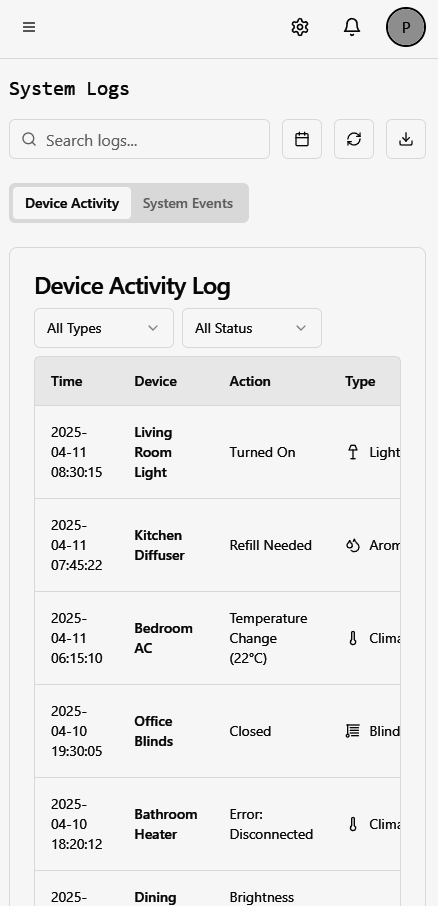 P
System Logs
Search logs...
Device Activity System Events
Device Activity Log
All Types All Status
Time Device Action Type
2025-
04-11
08:30:15
Living
Room
Light
Turned On
Light
2025-
04-11
07:45:22
Kitchen
Diffuser
Refill Needed
Arom
2025-
04-11
06:15:10
Bedroom
AC
Temperature
Change
(22°C)
Clima
2025-
04-10
19:30:05
Office
Blinds
Closed
Blind
2025-
04-10
18:20:12
Bathroom
Heater
Error:
Disconnected
Clima
2025-
Dining
Brightness